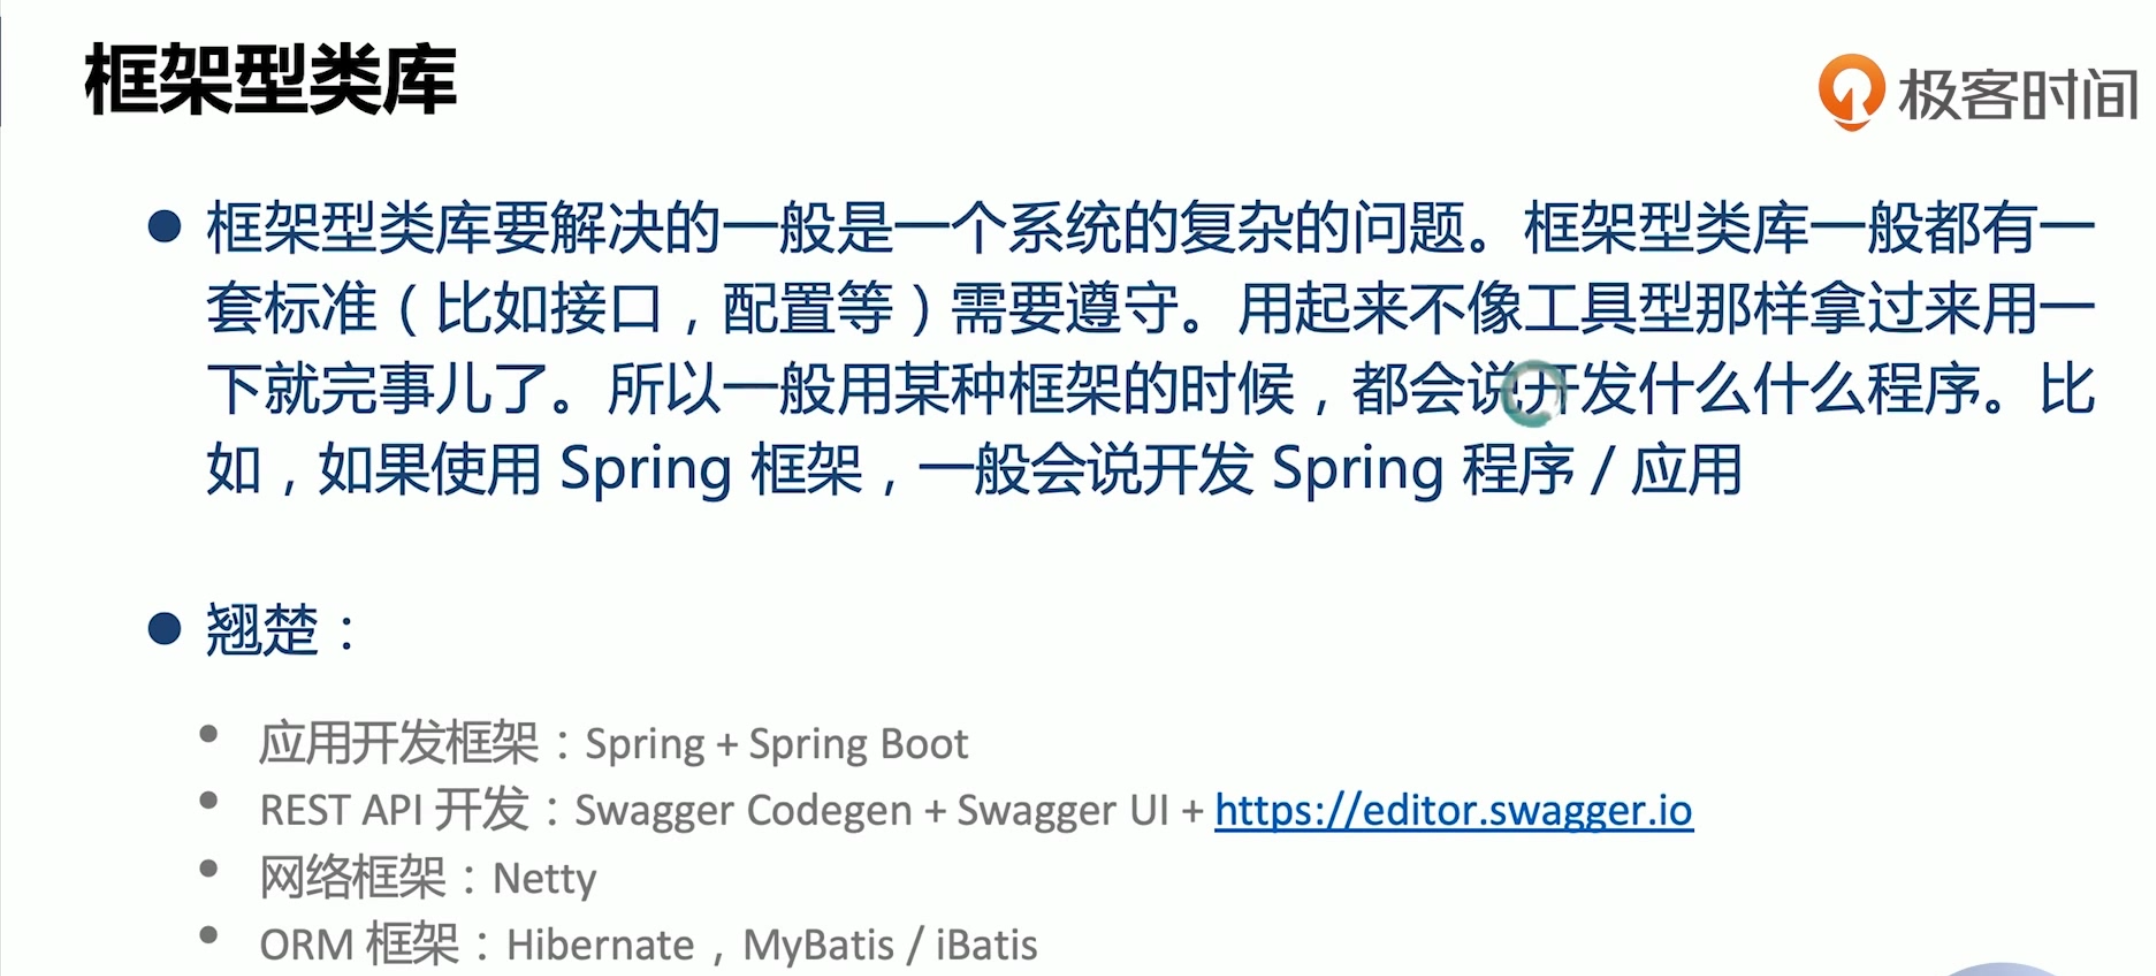 框架型类库
极客时间
框架型类库要解决的一般是一个系统的复杂的问题。框架型类库一般都有一
套标准（比如接口，配置等）需要遵守。用起来不像工具型那样拿过来用一
下就完事儿了。所以一般用某种框架的时候，都会说开发什么什么程序。比
如，如果使用 Spring 框架，一般会说开发 Spring 程序 / 应用
翘楚：
应用开发框架：Spring + Spring Boot
REST API 开发：Swagger Codegen + Swagger UI + https://editor.swagger.io
网络框架：Netty
ORM 框架：Hibernate，MyBatis / iBatis